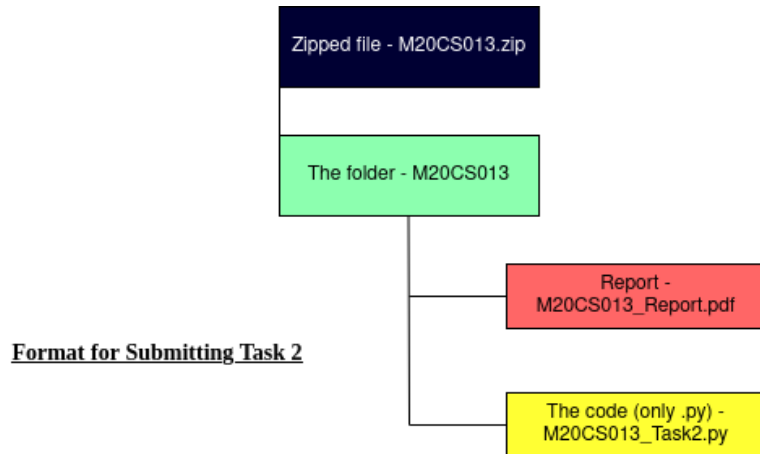 Zipped file - M20CS013.zip
The folder - M20CS013
Report -
M20CS013_Report.pdf
Format for Submitting Task 2
The code (only .py) -
M20CS013_Task2.py